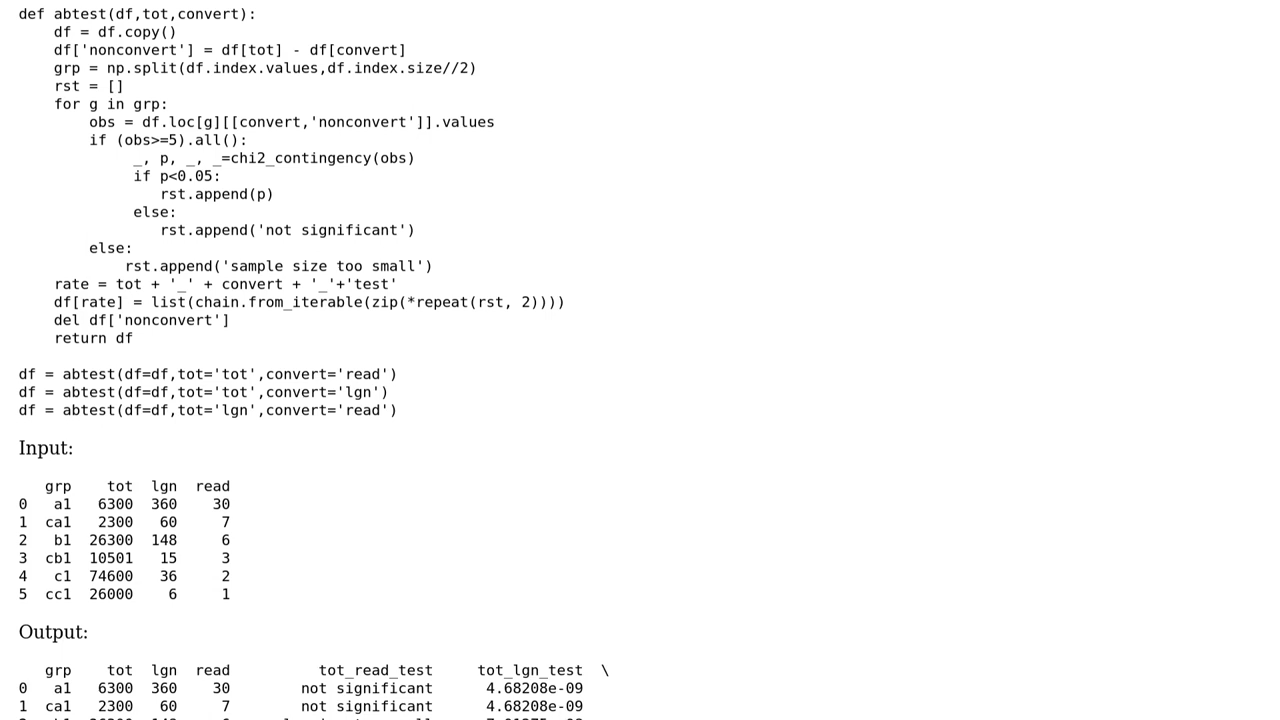 def abtest(df,tot,convert):
    df = df.copy()
    df['nonconvert'] = df[tot] - df[convert]
    grp = np.split(df.index.values,df.index.size//2)
    rst = []
    for g in grp:
        obs = df.loc[g][[convert,'nonconvert']].values
        if (obs>=5).all():
             _, p, _, _=chi2_contingency(obs)
             if p<0.05:
                rst.append(p)
             else:
                rst.append('not significant')
        else:
            rst.append('sample size too small')
    rate = tot + '_' + convert + '_'+'test'
    df[rate] = list(chain.from_iterable(zip(*repeat(rst, 2))))
    del df['nonconvert']
    return df

df = abtest(df=df,tot='tot',convert='read')
df = abtest(df=df,tot='tot',convert='lgn')
df = abtest(df=df,tot='lgn',convert='read')
Input:
   grp    tot  lgn  read
0   a1   6300  360    30
1  ca1   2300   60     7
2   b1  26300  148     6
3  cb1  10501   15     3
4   c1  74600   36     2
5  cc1  26000    6     1
Output:
   grp    tot  lgn  read          tot_read_test     tot_lgn_test  \
0   a1   6300  360    30        not significant      4.68208e-09
1  ca1   2300   60     7        not significant      4.68208e-09